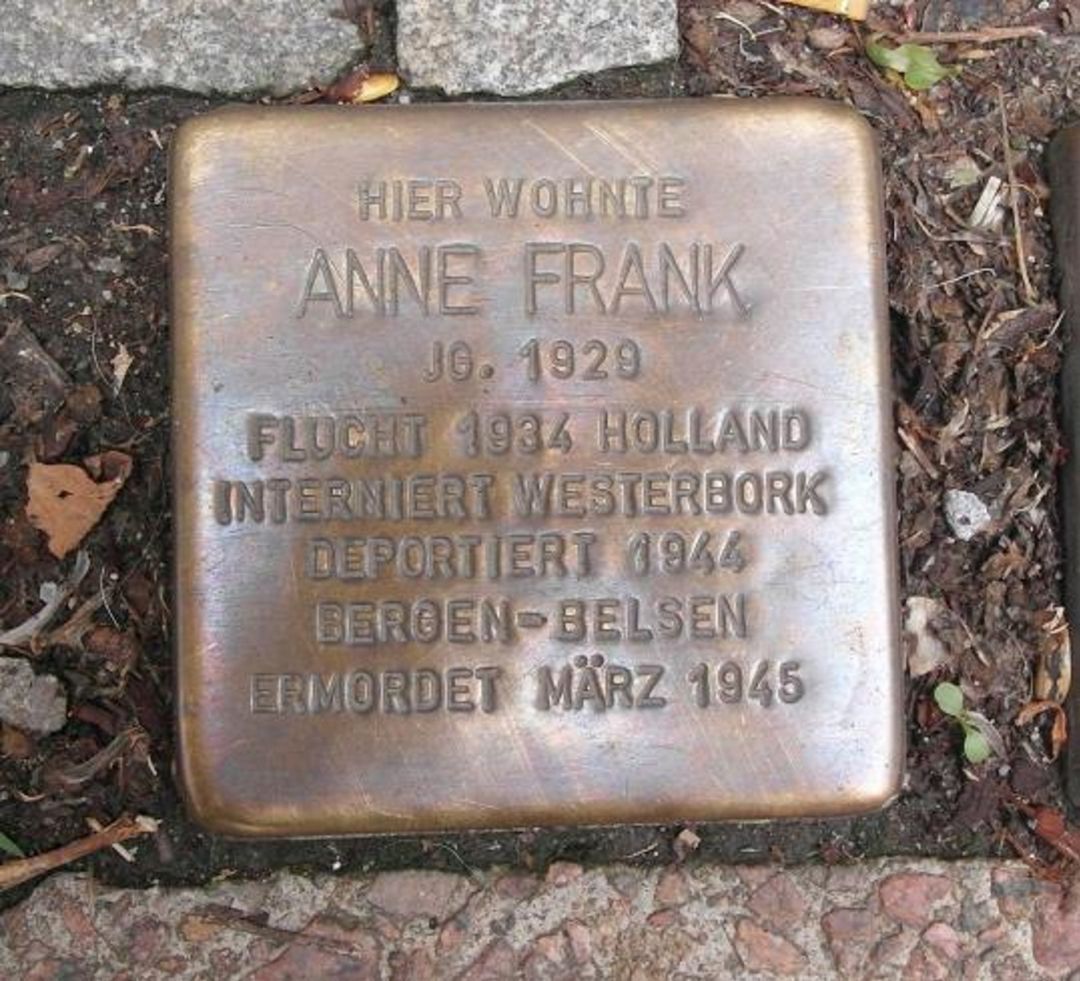 HIER WOHNTE
ANNE FRANK
JG. 1929
FLUCHT 1934 HOLLAND
INTERNIERT WESTERBORK
DEPORTIERT 1944
BERGEN-BELSEN
ERMORDET MÄRZ 1945